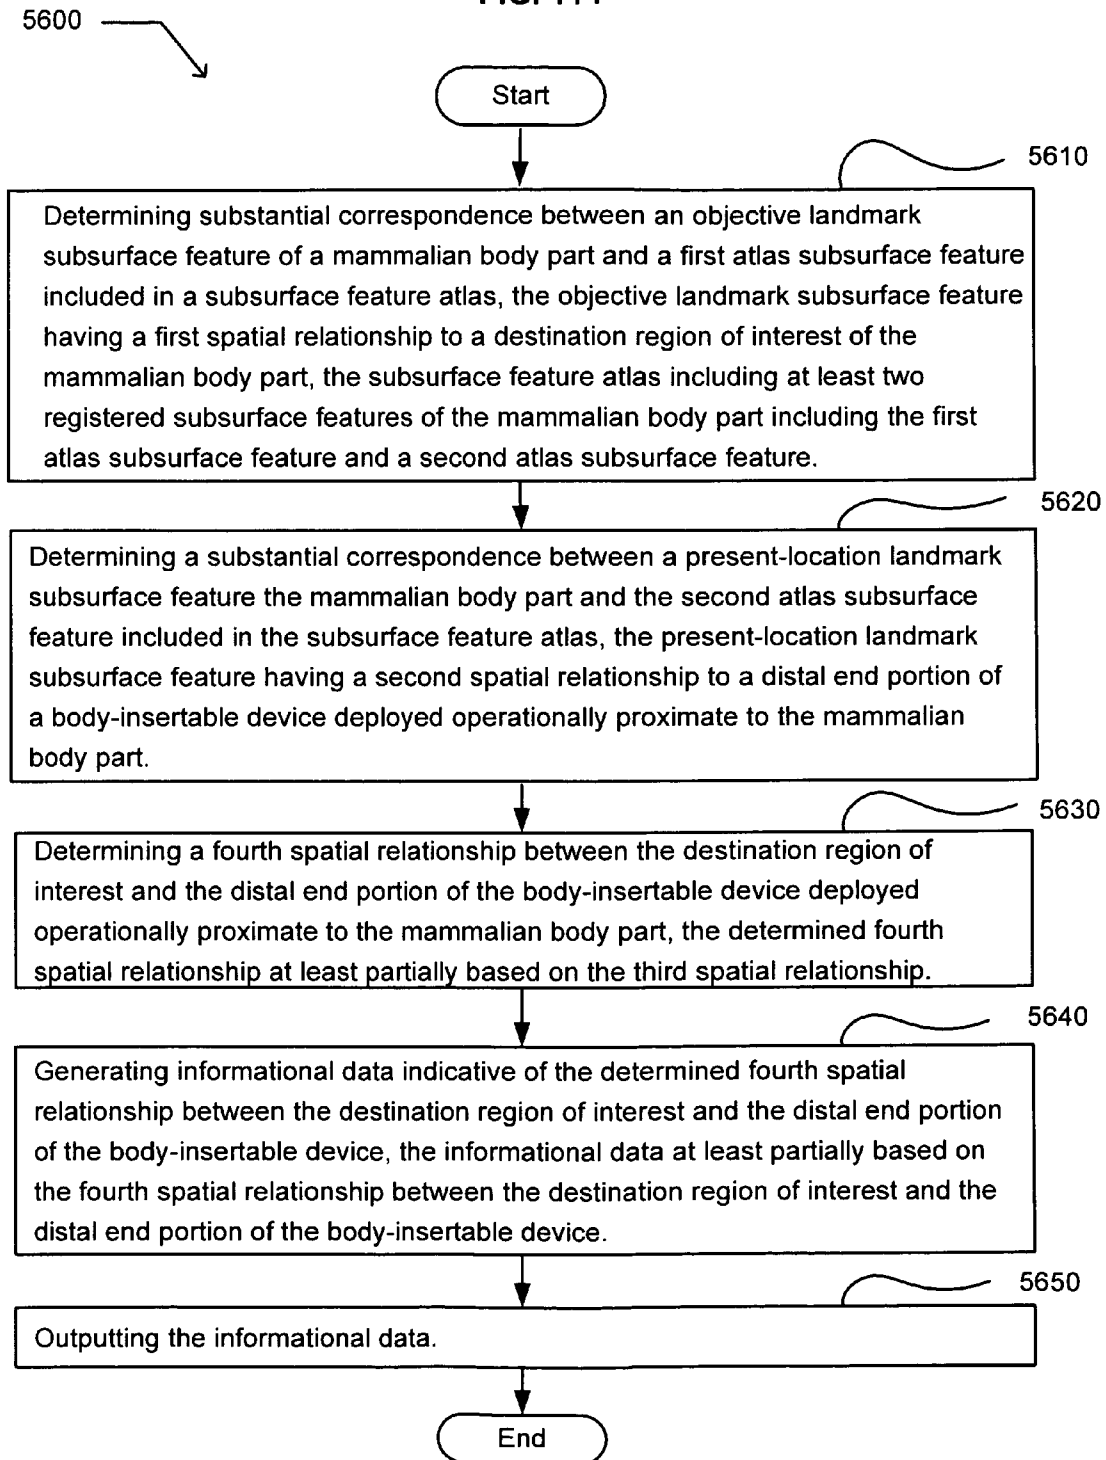 5600
Start
5610
Determining substantial correspondence between an objective landmark
subsurface feature of a mammalian body part and a first atlas subsurface feature
included in a subsurface feature atlas, the objective landmark subsurface feature
having a first spatial relationship to a destination region of interest of the
mammalian body part, the subsurface feature atlas including at least two
registered subsurface features of the mammalian body part including the first
atlas subsurface feature and a second atlas subsurface feature.
5620
Determining a substantial correspondence between a present-location landmark
subsurface feature the mammalian body part and the second atlas subsurface
feature included in the subsurface feature atlas, the present-location landmark
subsurface feature having a second spatial relationship to a distal end portion of
a body-insertable device deployed operationally proximate to the mammalian
body part.
5630
Determining a fourth spatial relationship between the destination region of
interest and the distal end portion of the body-insertable device deployed
operationally proximate to the mammalian body part, the determined fourth
spatial relationship at least partially based on the third spatial relationship.
5640
Generating informational data indicative of the determined fourth spatial
relationship between the destination region of interest and the distal end portion
of the body-insertable device, the informational data at least partially based on
the fourth spatial relationship between the destination region of interest and the
distal end portion of the body-insertable device.
5650
Outputting the informational data.
End